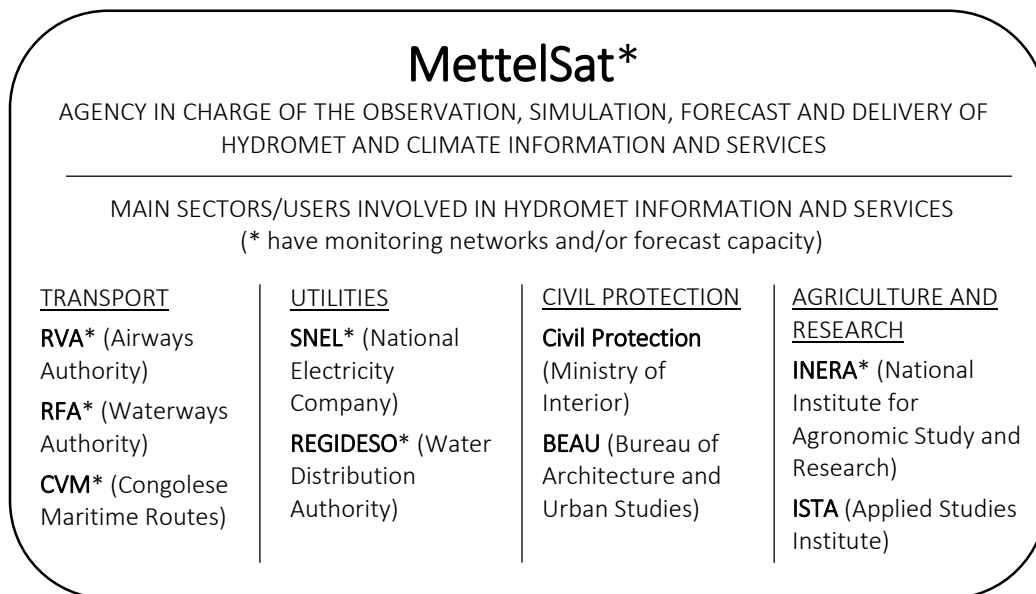 MettelSat*
AGENCY IN CHARGE OF THE OBSERVATION, SIMULATION, FORECAST AND DELIVERY OF
HYDROMET AND CLIMATE INFORMATION AND SERVICES
MAIN SECTORS/USERS INVOLVED IN HYDROMET INFORMATION AND SERVICES
(* have monitoring networks and/or forecast capacity)
TRANSPORT
RVA* (Airways
Authority)
RFA* (Waterways
Authority)
CVM* (Congolese
Maritime Routes)
UTILITIES
SNEL* (National
Electricity
Company)
REGIDESO* (Water
Distribution
Authority)
CIVIL PROTECTION
Civil Protection
(Ministry of
Interior)
BEAU (Bureau of
Architecture and
Urban Studies)
AGRICULTURE AND
RESEARCH
INERA* (National
Institute for
Agronomic Study and
Research)
ISTA (Applied Studies
Institute)